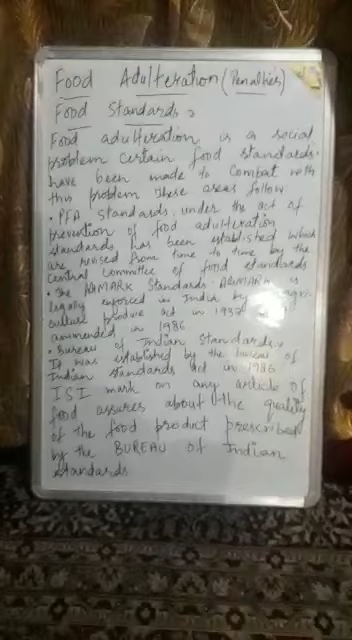 Food Adulteration (Penalties)
Food Standards :
Food adulteration is a social
problem certain food standards.
have been made to combat with
this problem these areas follow
• PFA standards, under the act of
prevention of food adulteration
standards has been established which
are revised from time to time by the
central committee of food standards
• The AGMARK Standards: AGMARK is
legally enforced in India by agri-
culture produce act in 1937
ammended in 1986
• Bureau of Indian Standards :
It was established by the bureau of
Indian standards act in 1986
ISI mark on any article of
food assures about the quality
of the food product prescribed
by the BUREAU of Indian
standards